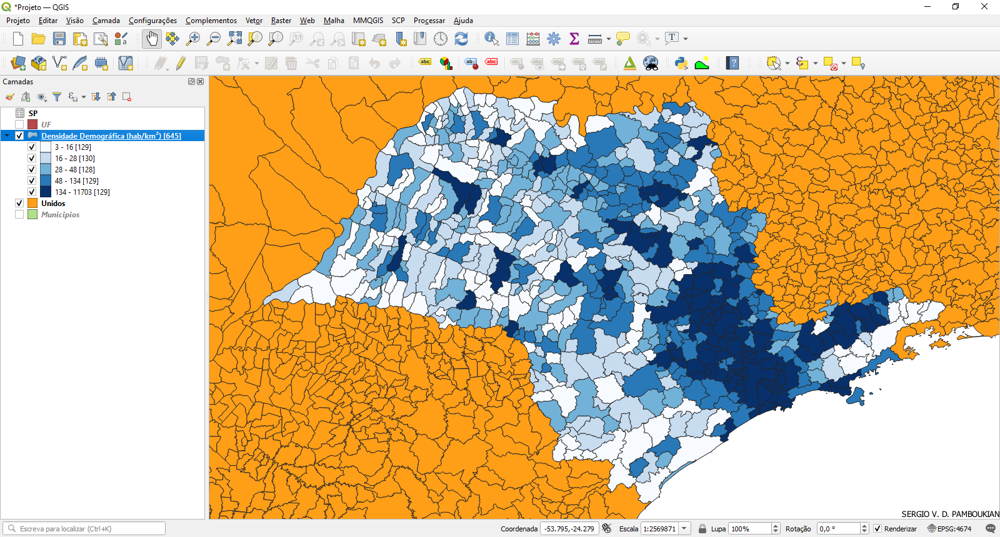 *Projeto — QGIS
Projeto Editar Visão Camada Configurações Complementos Vetor Raster Web Malha MMQGIS SCP Processar Ajuda
Camadas
SP
UF
Densidade Demográfica (hab/km²) [645]
3 - 16 [129]
16 - 28 [130]
28 - 48 [128]
48 - 134 [129]
134 - 11703 [129]
Unidos
Municipios
SERGIO V. D. PAMBOUKIAN
Escreva para localizar (Ctrl+K) Coordenada -53.795,-24.279 Escala 1:2569871 Lupa 100% Rotação 0,0 ° Renderizar EPSG:4674